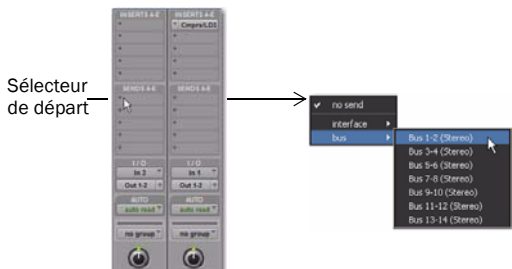 INSERTS A-E INSERTS A-E
Cmprs/LD1
Sélecteur
de départ
SENDS A-E SENDS A-E
no send
interface
bus
Bus 1-2 (Stereo)
Bus 3-4 (Stereo)
Bus 5-6 (Stereo)
Bus 7-8 (Stereo)
Bus 9-10 (Stereo)
Bus 11-12 (Stereo)
Bus 13-14 (Stereo)
I / O I / O
In 2 In 1
Out 1-2 Out 1-2
AUTO AUTO
auto read auto read
no group no group